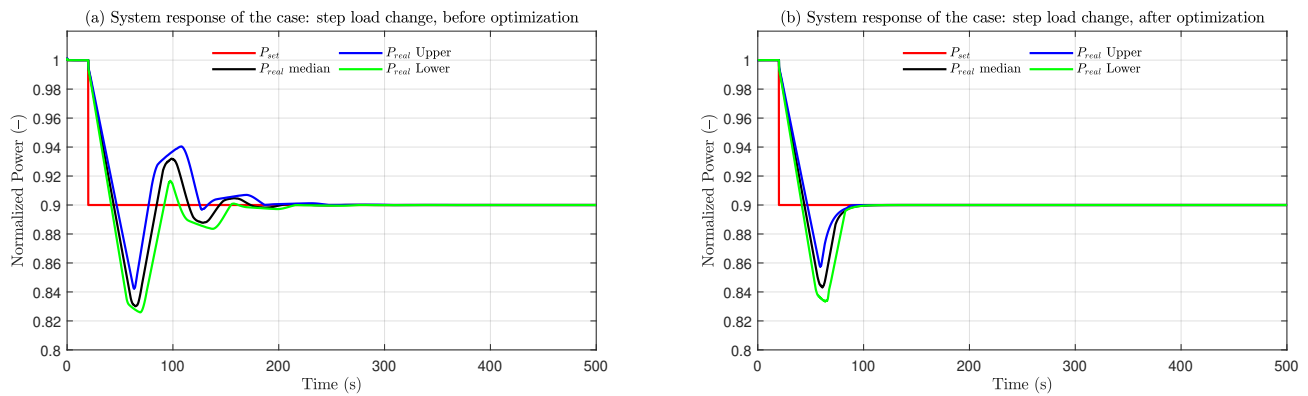 (a) System response of the case: step load change, before optimization
P_set
P_real Upper
P_real median
P_real Lower
1
0.98
0.96
0.94
0.92
0.9
0.88
0.86
0.84
0.82
0.8
Normalized Power (−)
0
100
200
300
400
500
Time (s)
(b) System response of the case: step load change, after optimization
P_set
P_real Upper
P_real median
P_real Lower
1
0.98
0.96
0.94
0.92
0.9
0.88
0.86
0.84
0.82
0.8
Normalized Power (−)
0
100
200
300
400
500
Time (s)